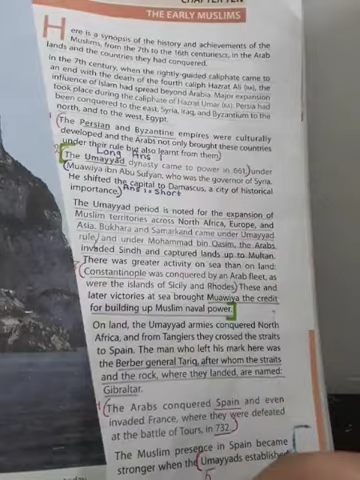 CHAPTER TEN
THE EARLY MUSLIMS
Here is a synopsis of the history and achievements of the
Muslims, from the 7th to the 16th centuries, in the Arab
lands and the countries they had conquered.
In the 7th century, when the rightly-guided caliphate came to
an end with the death of the fourth caliph Hazrat Ali the
influence of Islam had spread beyond Arabia. Major expansion
took place during the caliphate of Hazrat Umar Persia had
been conquered to the east, Syria, Iraq, and Byzantium to the
north, and to the west, Egypt.
The Persian and Byzantine empires were culturally
developed and the Arabs not only brought these countries
under their rule but also learnt from them)
Long Ans 1
The Umayyad dynasty came to power in 661, under
Muawiya ibn Abu Sufyan, who was the governor of Syria.
He shifted the capital to Damascus, a city of historical
importance) Ans is Short
The Umayyad period is noted for the expansion of
Muslim territories across North Africa, Europe, and
Asia. Bukhara and Samarkand came under Umayyad
rule, and under Mohammad bin Qasim, the Arabs
invaded Sindh and captured lands up to Multan.
There was greater activity on sea than on land:
Constantinople was conquered by an Arab fleet, as
were the islands of Sicily and Rhodes) These and
later victories at sea brought Muawiya the credit
for building up Muslim naval power.
On land, the Umayyad armies conquered North
Africa, and from Tangiers they crossed the straits
to Spain. The man who left his mark here was
the Berber general Tariq, after whom the straits
and the rock, where they landed, are named:
Gibraltar.
(The Arabs conquered Spain and even
invaded France, where they were defeated
at the battle of Tours, in 732.
The Muslim presence in Spain became
stronger when the (Umayyads